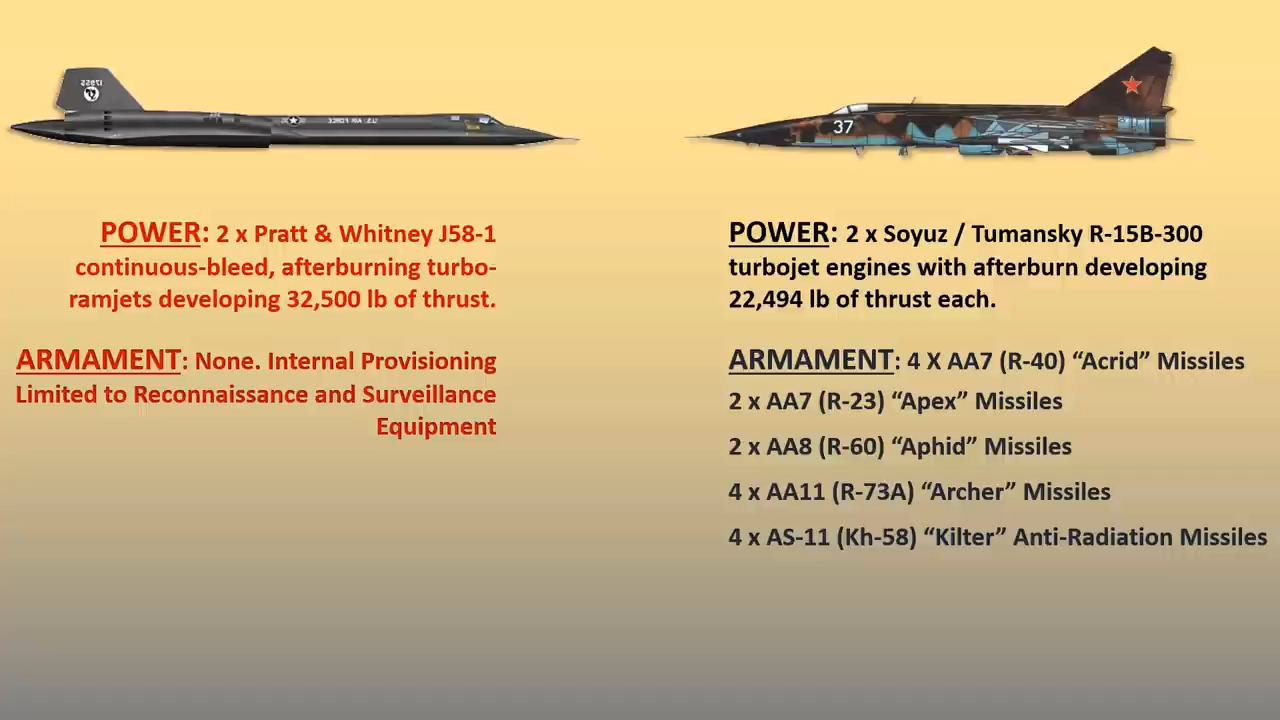 17955
U.S. AIR FORCE
37
POWER: 2 x Pratt & Whitney J58-1
continuous-bleed, afterburning turbo-
ramjets developing 32,500 lb of thrust.
ARMAMENT: None. Internal Provisioning
Limited to Reconnaissance and Surveillance
Equipment
POWER: 2 x Soyuz / Tumansky R-15B-300
turbojet engines with afterburn developing
22,494 lb of thrust each.
ARMAMENT: 4 X AA7 (R-40) “Acrid” Missiles
2 x AA7 (R-23) “Apex” Missiles
2 x AA8 (R-60) “Aphid” Missiles
4 x AA11 (R-73A) “Archer” Missiles
4 x AS-11 (Kh-58) “Kilter” Anti-Radiation Missiles